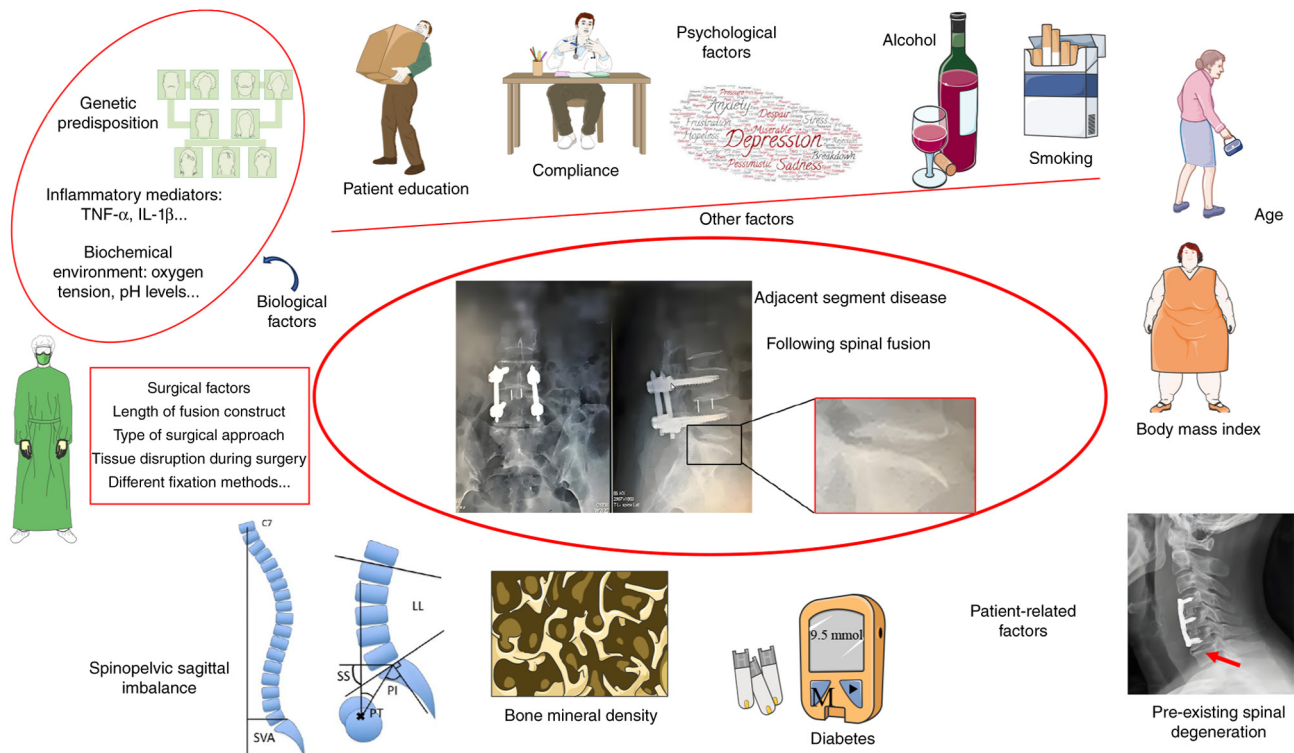 Genetic
predisposition
Inflammatory mediators:
TNF-α, IL-1β...
Biochemical
environment: oxygen
tension, pH levels...
Biological
factors
Patient education
Compliance
Psychological
factors
Pressure
Anxiety
Despair
Frustration
Stress
Miserable
Hopeless
Depression
Breakdown
Pessimistic
Sadness
Alcohol
Smoking
Other factors
Age
Body mass index
Adjacent segment disease
Following spinal fusion
Surgical factors
Length of fusion construct
Type of surgical approach
Tissue disruption during surgery
Different fixation methods...
C7
SVA
LL
SS
PI
PT
Spinopelvic sagittal
imbalance
Bone mineral density
9.5 mmol
M
Diabetes
Patient-related
factors
Pre-existing spinal
degeneration